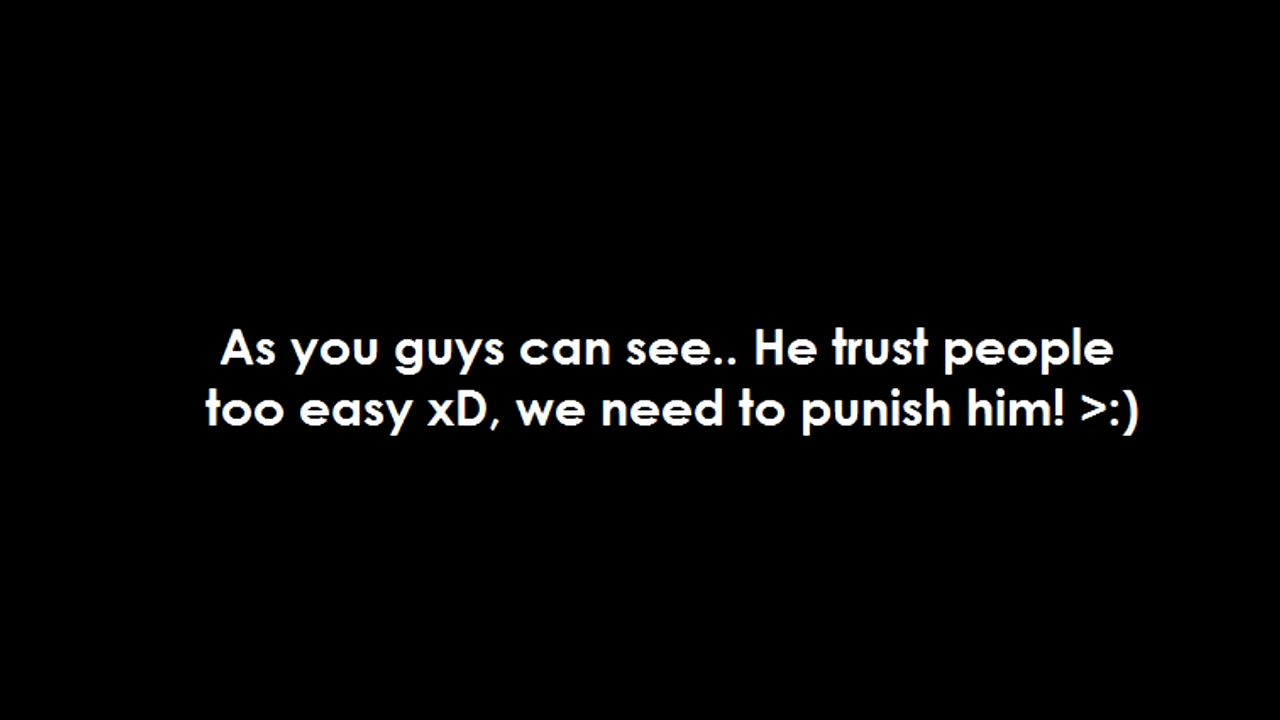 As you guys can see.. He trust people
too easy xD, we need to punish him! >:)